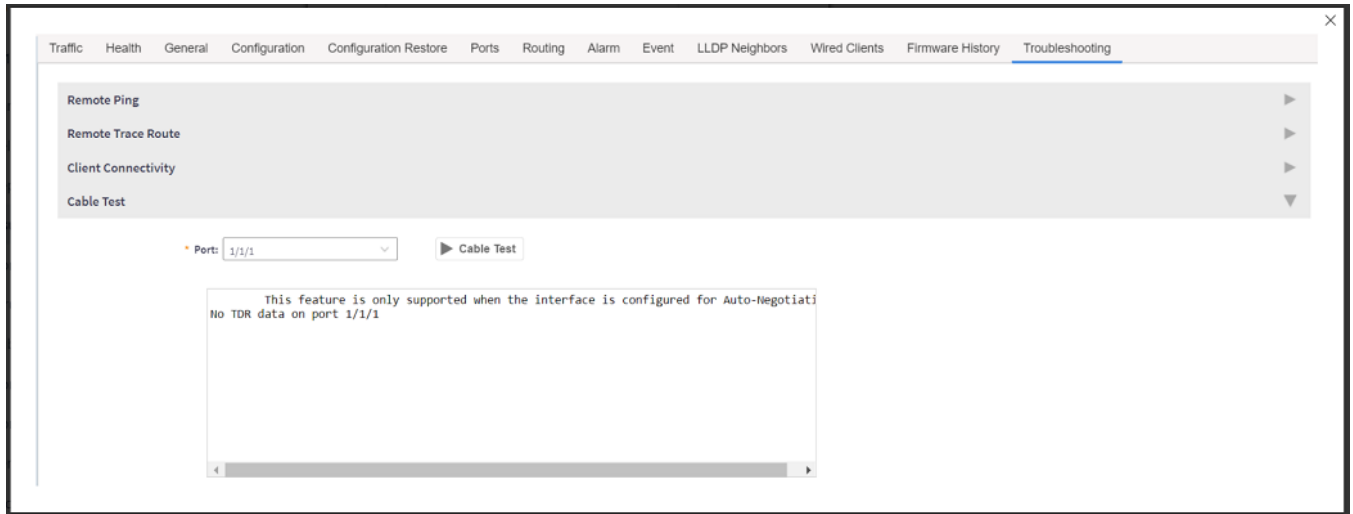 Traffic Health General Configuration Configuration Restore Ports Routing Alarm Event LLDP Neighbors Wired Clients Firmware History Troubleshooting
Remote Ping
Remote Trace Route
Client Connectivity
Cable Test
* Port: 1/1/1 Cable Test
This feature is only supported when the interface is configured for Auto-Negotiati
No TDR data on port 1/1/1